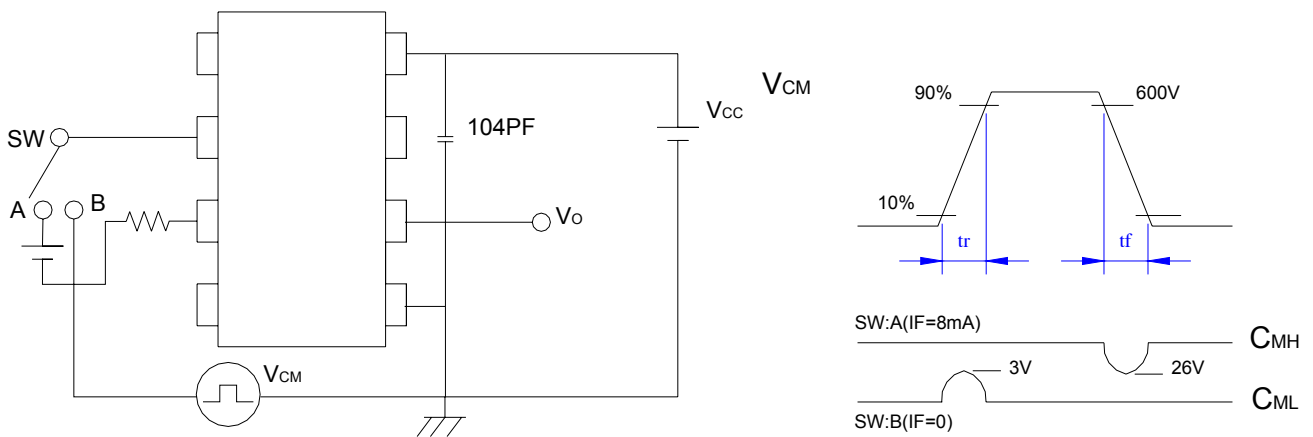 SW
A
B
104PF
VCC
VO
VCM
VCM
90%
600V
10%
tr
tf
SW:A(IF=8mA)
CMH
3V
26V
CML
SW:B(IF=0)